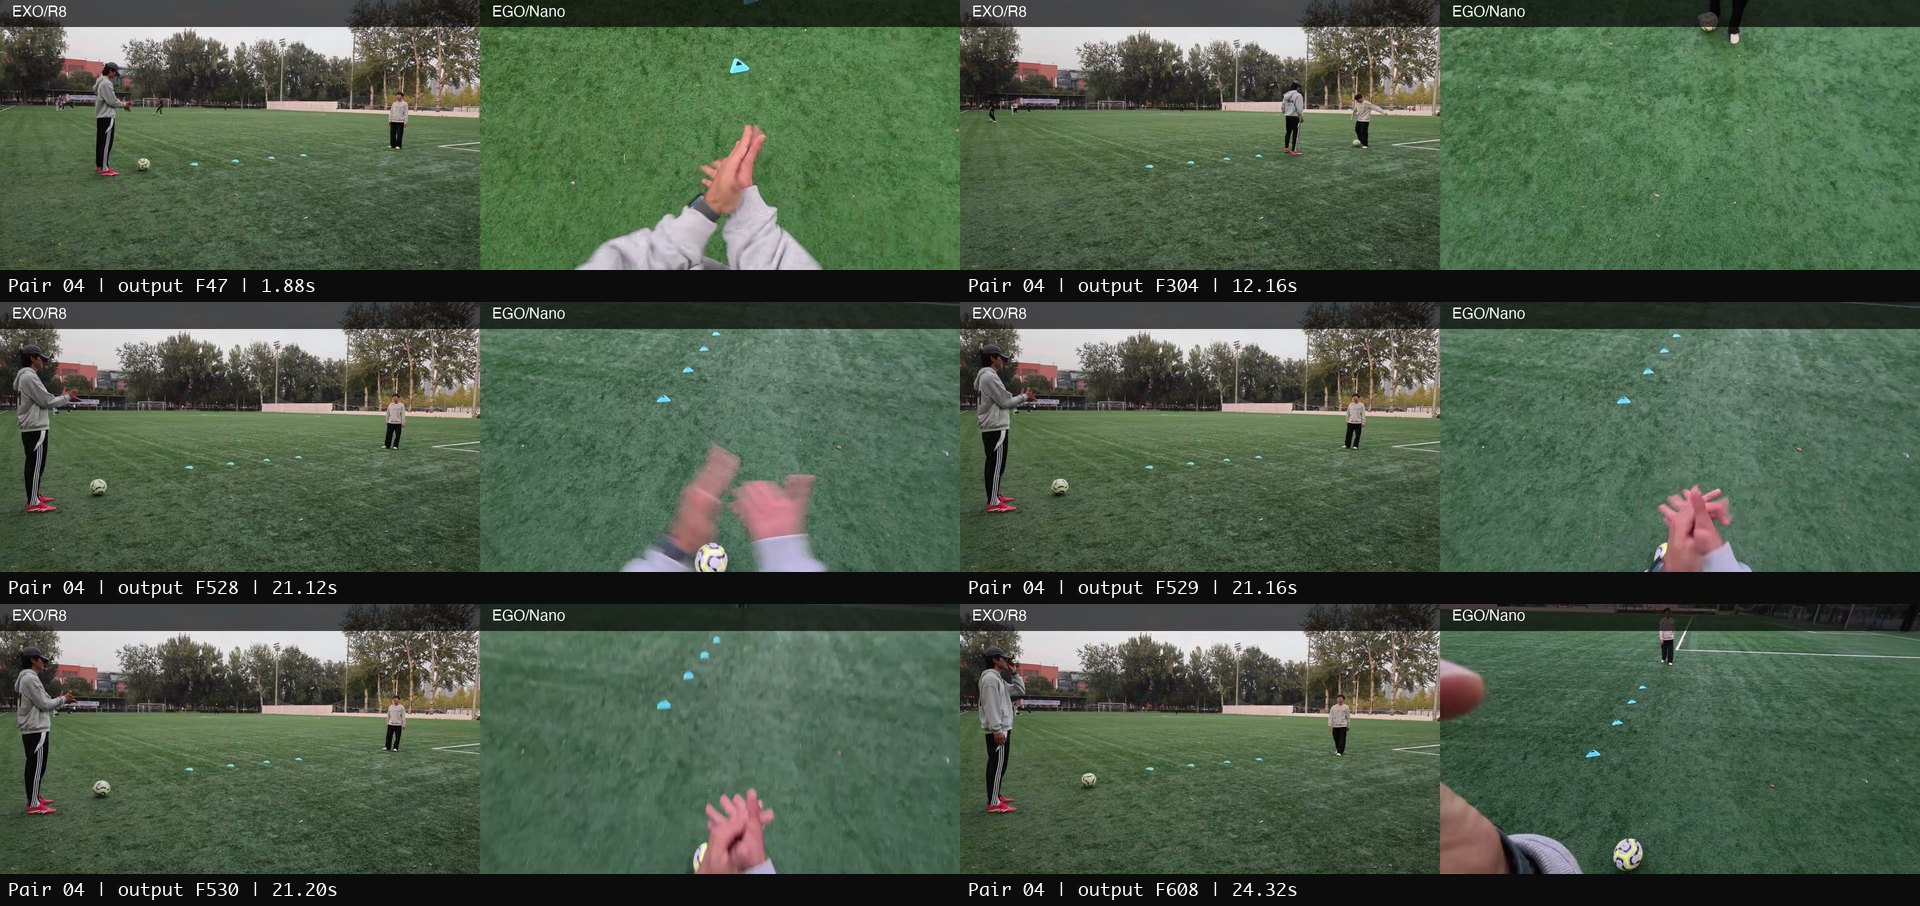 EXO/R8 EGO/Nano EXO/R8 EGO/Nano
Pair 04 | output F47 | 1.88s Pair 04 | output F304 | 12.16s
EXO/R8 EGO/Nano EXO/R8 EGO/Nano
Pair 04 | output F528 | 21.12s Pair 04 | output F529 | 21.16s
EXO/R8 EGO/Nano EXO/R8 EGO/Nano
Pair 04 | output F530 | 21.20s Pair 04 | output F608 | 24.32s